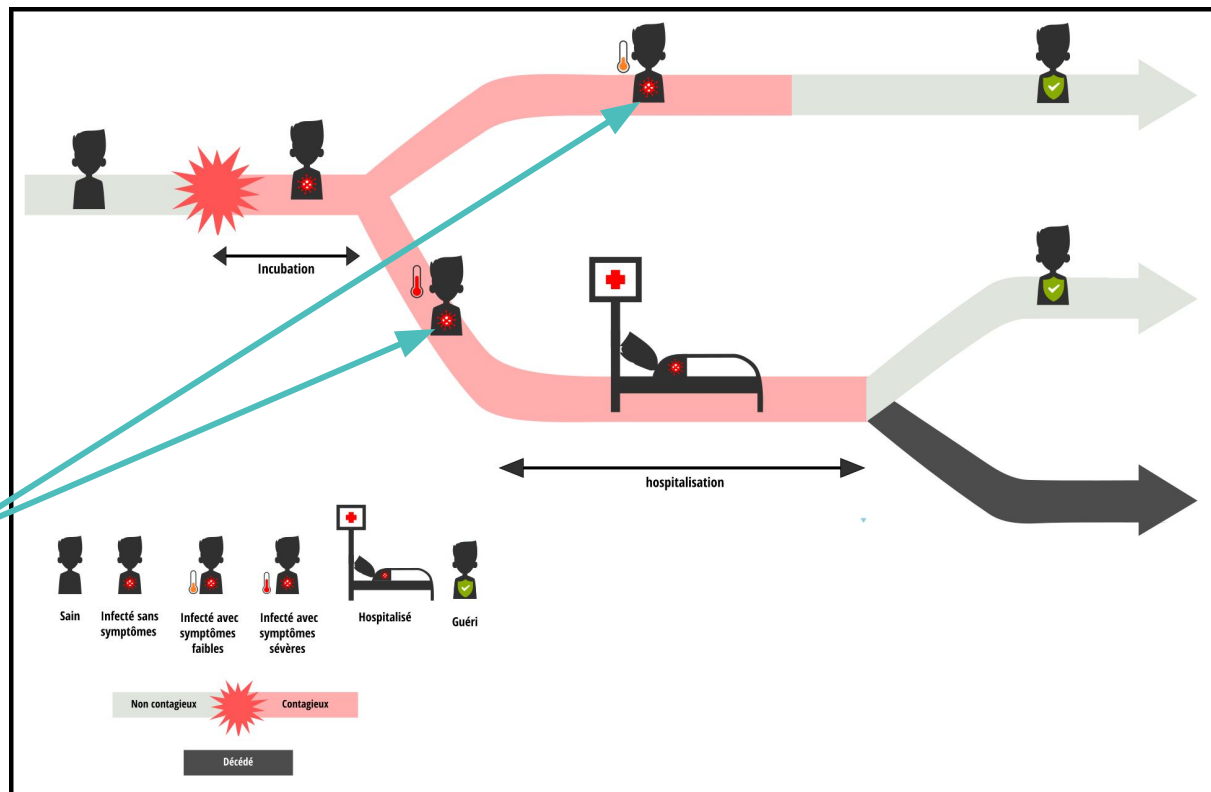 Incubation
hospitalisation
Sain
Infecté sans
symptômes
Infecté avec
symptômes
faibles
Infecté avec
symptômes
sévères
Hospitalisé
Guéri
Non contagieux
Contagieux
Décédé